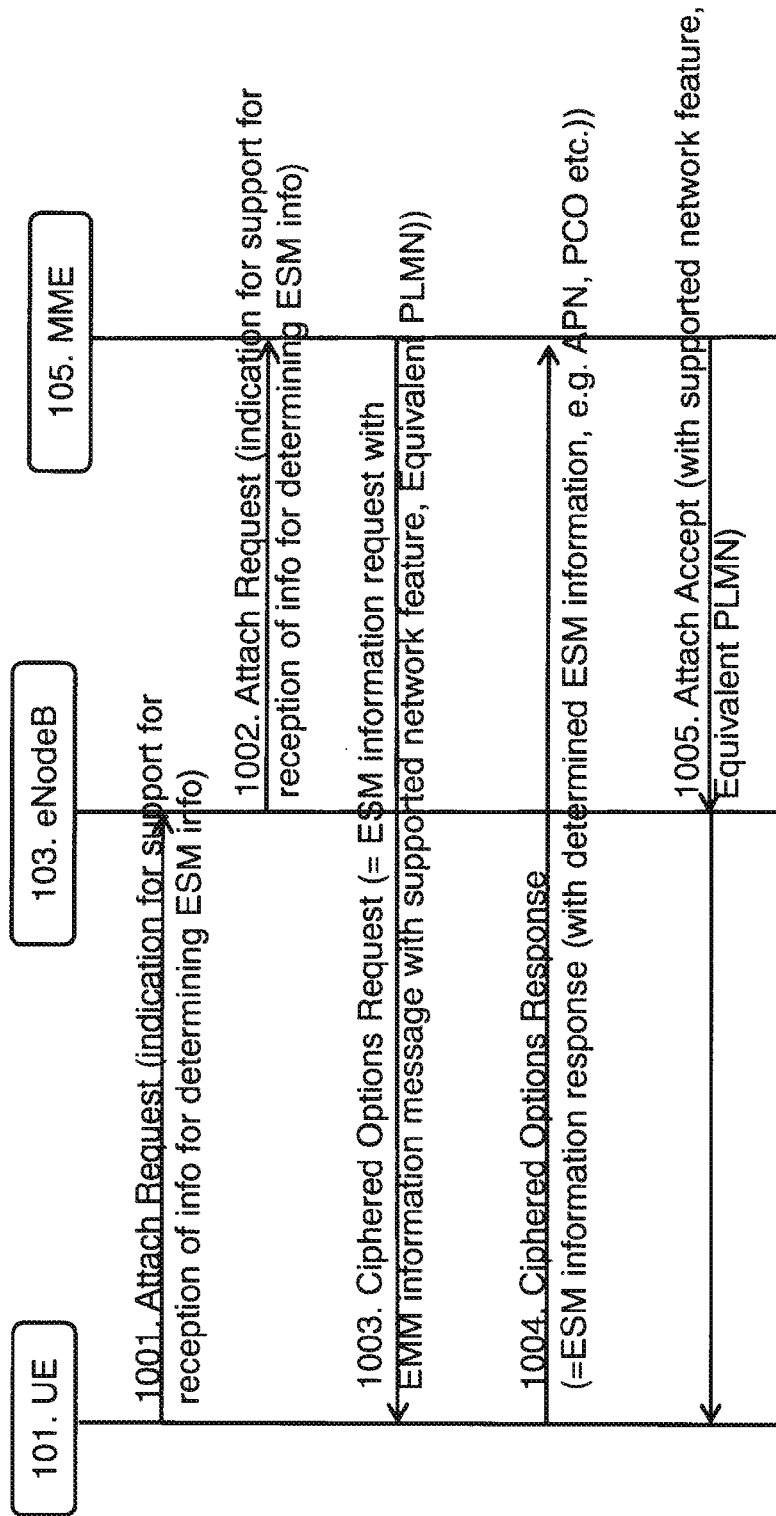 101. UE
103. eNodeB
105. MME
1001. Attach Request (indication for support for
reception of info for determining ESM info)
1002. Attach Request (indication for support for
reception of info for determining ESM info)
1003. Ciphered Options Request (= ESM information request with
EMM information message with supported network feature, Equivalent PLMN))
1004. Ciphered Options Response
(=ESM information response (with determined ESM information, e.g. APN, PCO etc.))
1005. Attach Accept (with supported network feature,
Equivalent PLMN)